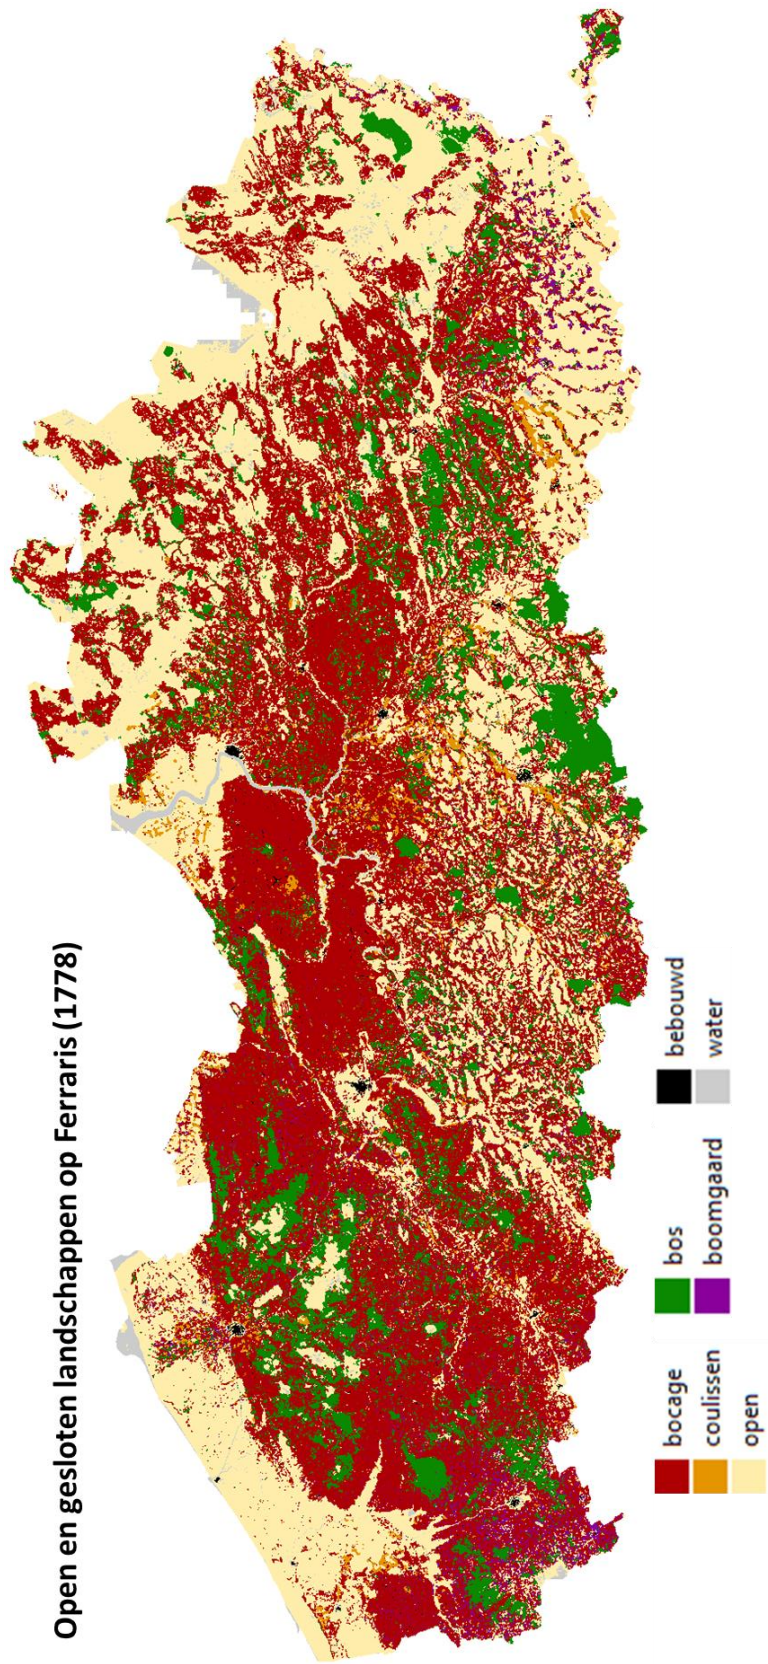 Open en gesloten landschappen op Ferraris (1778)
bocage
coulissen
open
bos
boomgaard
bebouwd
water